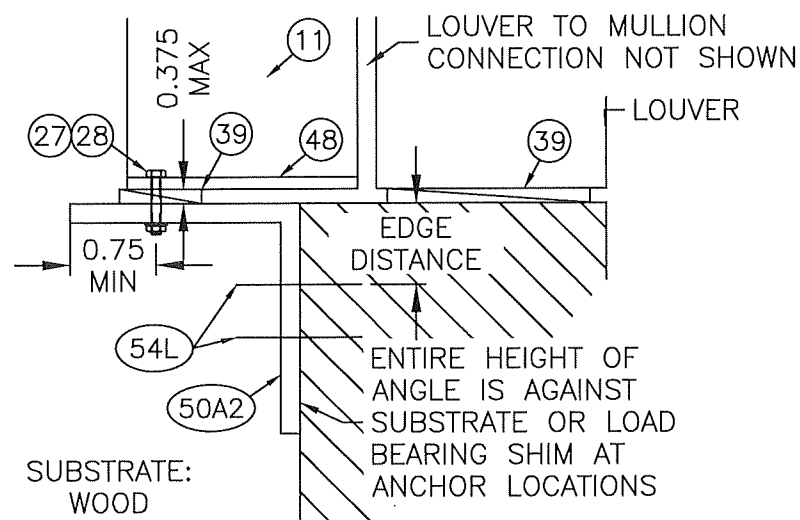 0.375
MAX
11
LOUVER TO MULLION
CONNECTION NOT SHOWN
LOUVER
27 28
39
48
39
0.75
MIN
EDGE
DISTANCE
54L
50A2
ENTIRE HEIGHT OF
ANGLE IS AGAINST
SUBSTRATE OR LOAD
BEARING SHIM AT
ANCHOR LOCATIONS
SUBSTRATE:
WOOD